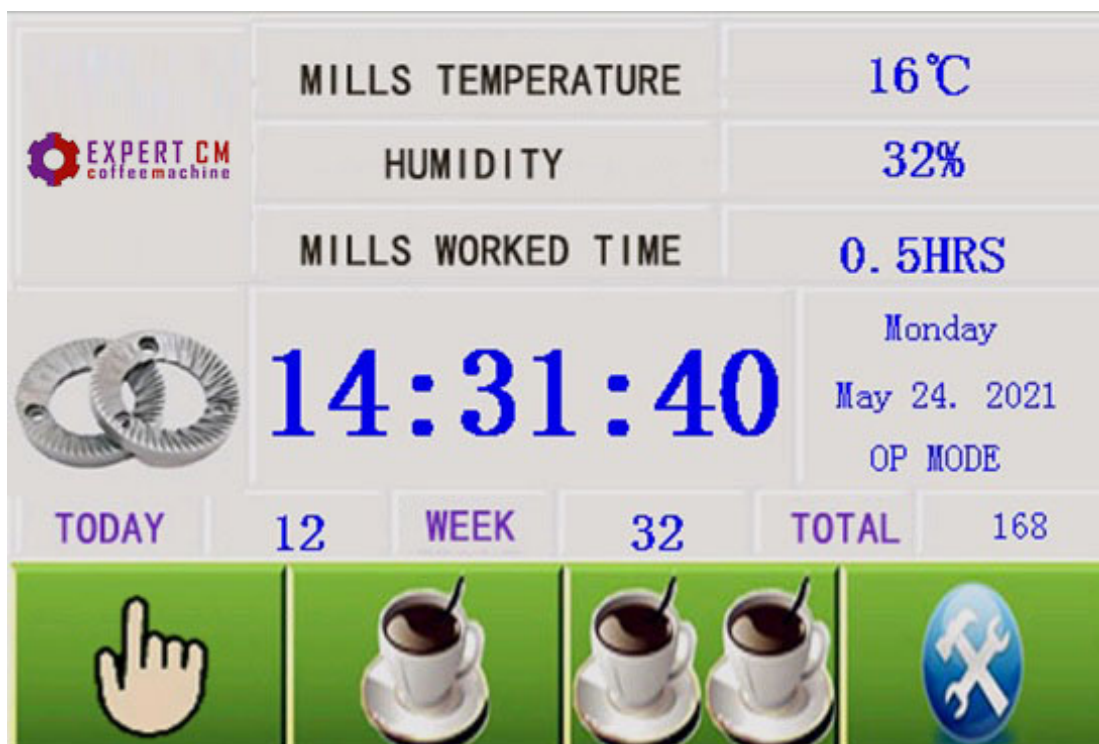 EXPERT CM
coffeemachine
MILLS TEMPERATURE 16℃
HUMIDITY 32%
MILLS WORKED TIME 0.5HRS
14:31:40
Monday
May 24. 2021
OP MODE
TODAY 12 WEEK 32 TOTAL 168